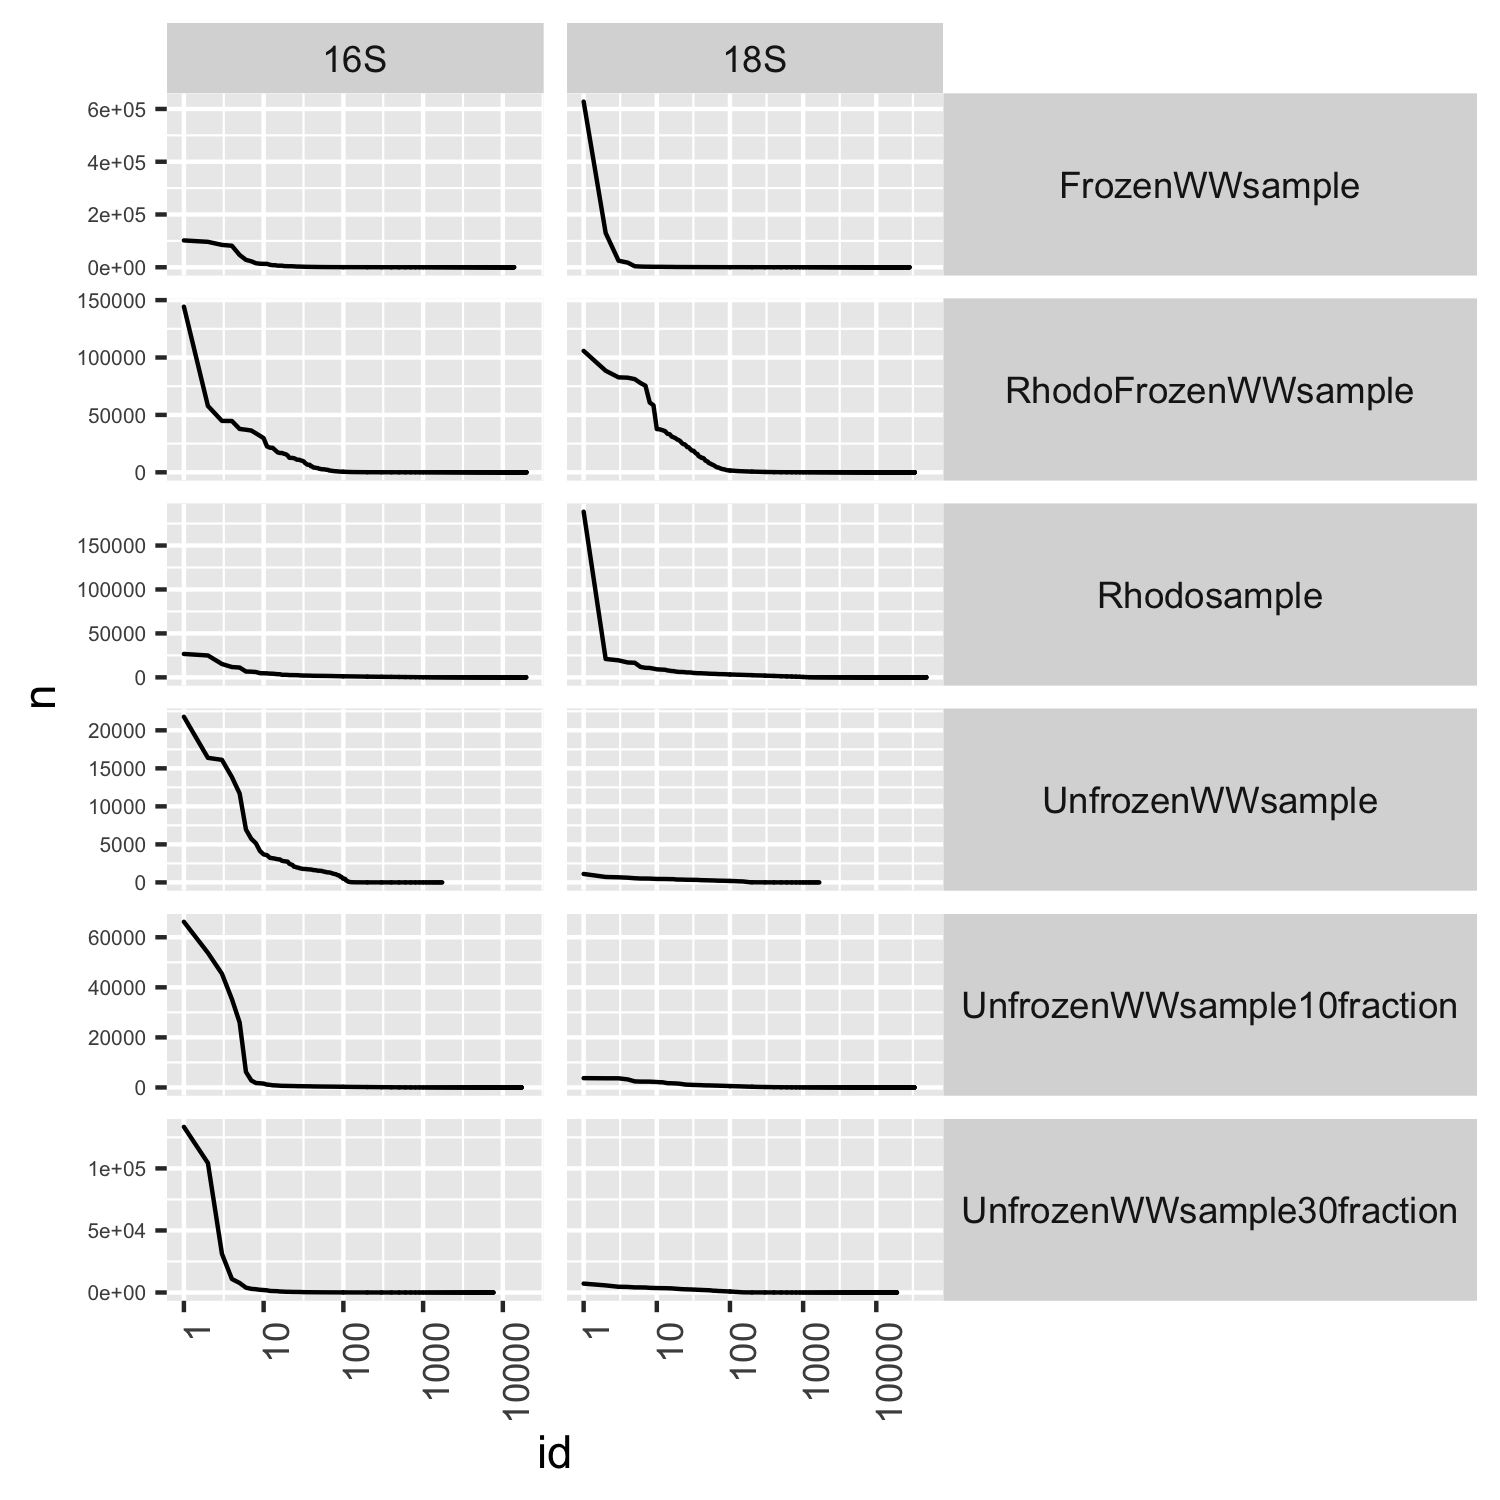 16S
18S
6e+05
4e+05
2e+05
0e+00
FrozenWWsample
150000
100000
50000
0
RhodoFrozenWWsample
150000
100000
50000
0
Rhodosample
n
20000
15000
10000
5000
0
UnfrozenWWsample
60000
40000
20000
0
UnfrozenWWsample10fraction
1e+05
5e+04
0e+00
UnfrozenWWsample30fraction
1
10
100
1000
10000
1
10
100
1000
10000
id